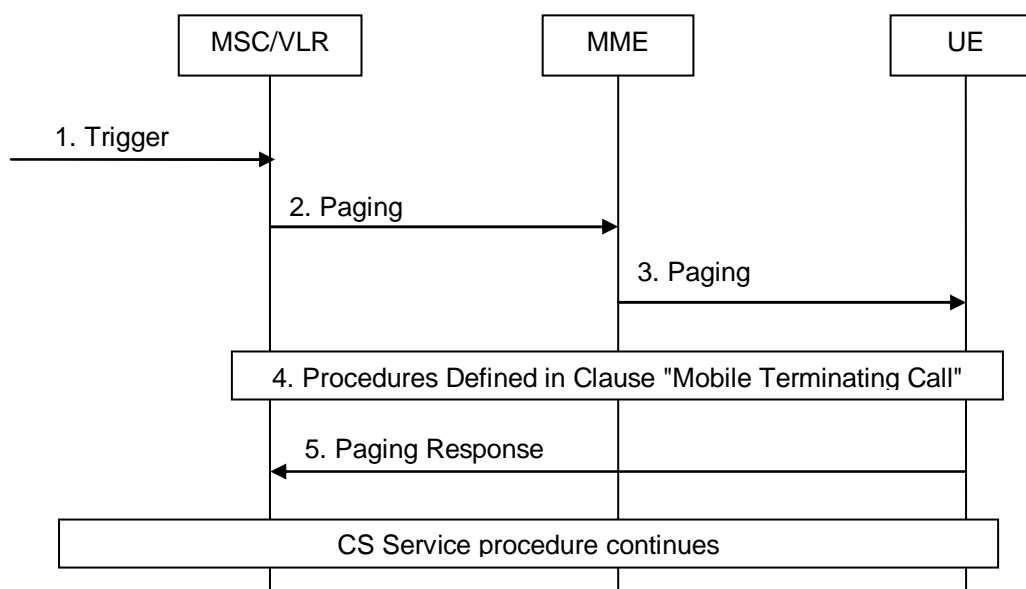 MSC/VLR MME UE
1. Trigger
2. Paging
3. Paging
4. Procedures Defined in Clause "Mobile Terminating Call"
5. Paging Response
CS Service procedure continues